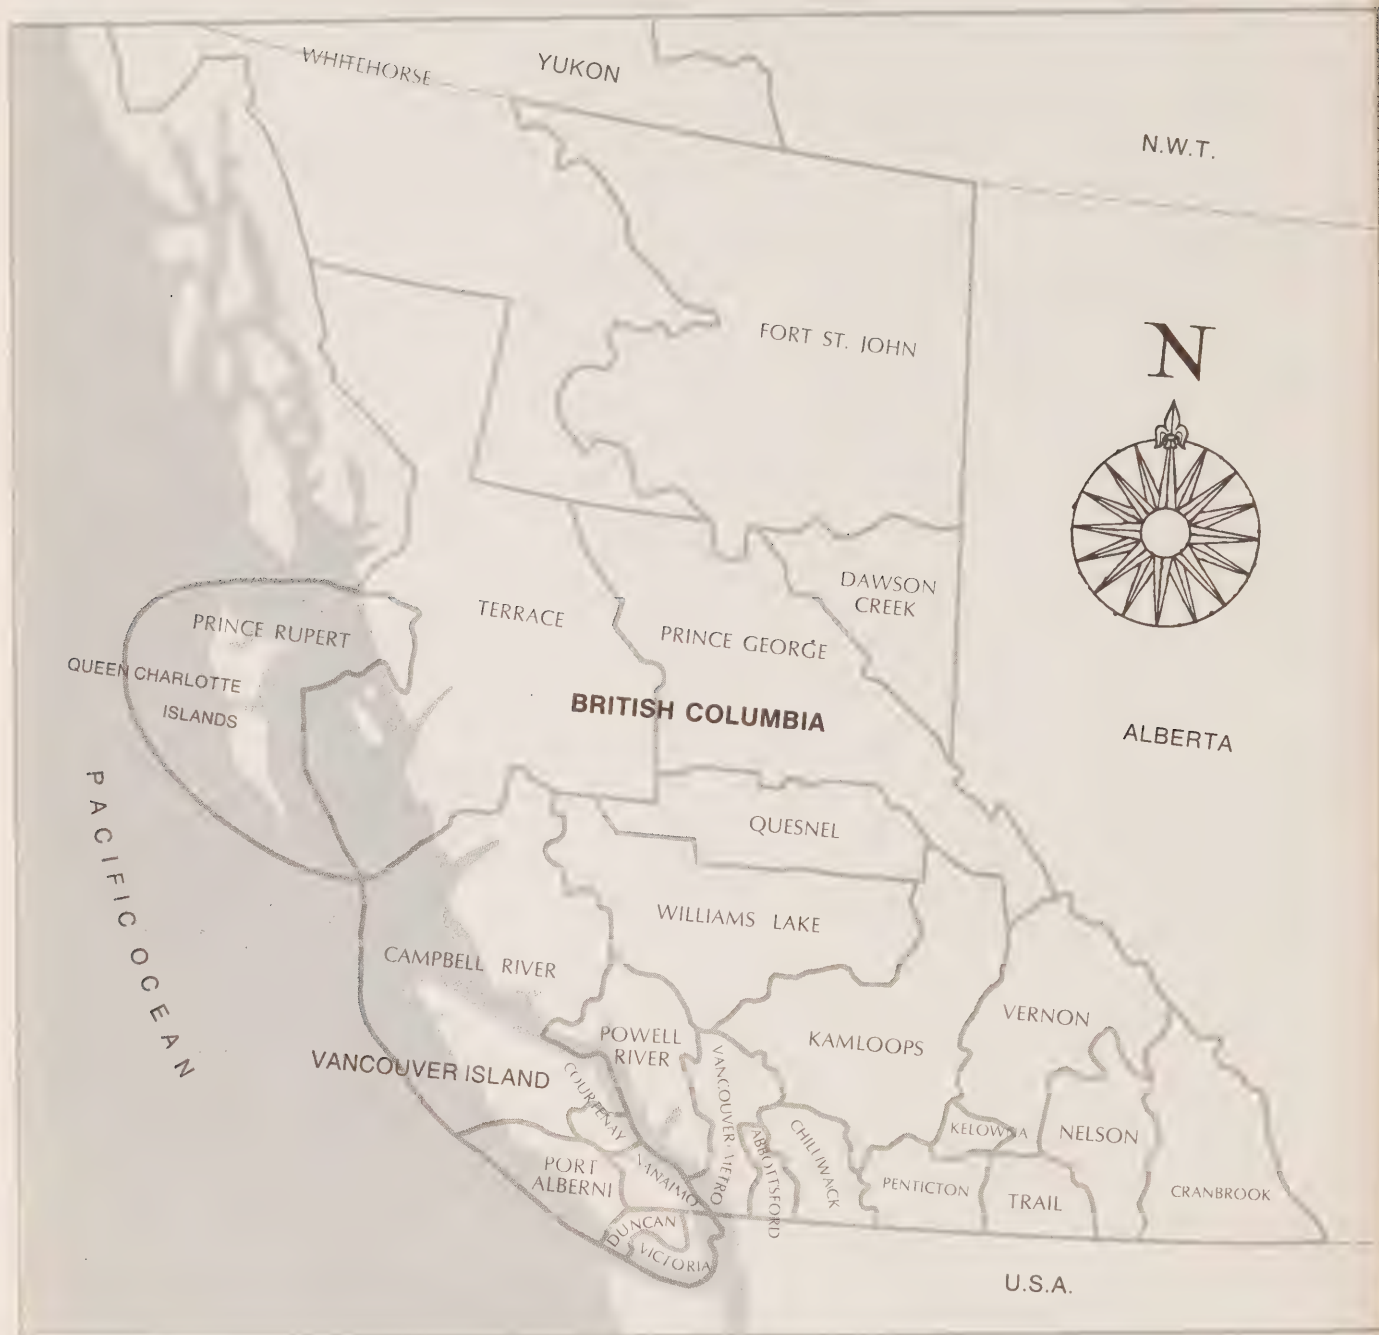 WHITEHORSE
YUKON
N.W.T.
FORT ST. JOHN
N
DAWSON
CREEK
PRINCE RUPERT
TERRACE
PRINCE GEORGE
QUEEN CHARLOTTE
ISLANDS
BRITISH COLUMBIA
ALBERTA
PACIFIC OCEAN
QUESNEL
WILLIAMS LAKE
CAMPBELL RIVER
VERNON
POWELL
RIVER
KAMLOOPS
VANCOUVER ISLAND
COURTENAY
VANCOUVER METRO
ABBOTTSFORD
CHILLIWACK
KELOWNA
NELSON
PORT
ALBERNI
NANAIMO
PENTICTON
TRAIL
CRANBROOK
DUNCAN
VICTORIA
U.S.A.